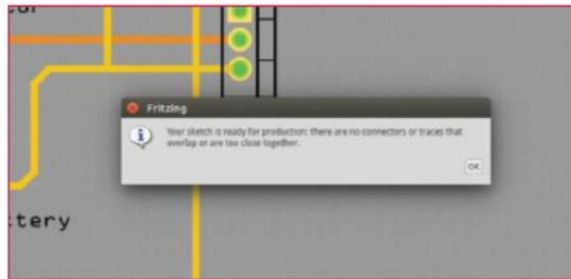 Fritzing
Your sketch is ready for production: there are no connectors or traces that
overlap or are too close together.
OK
ttery